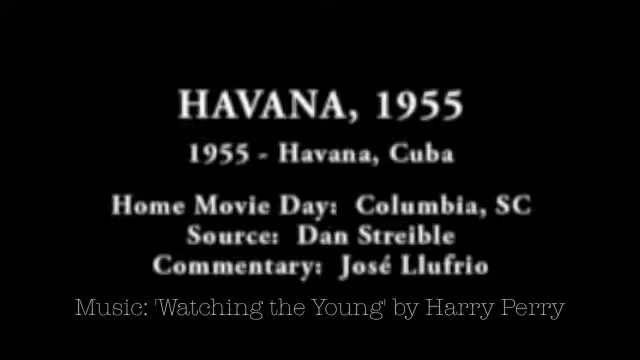 HAVANA, 1955
1955 - Havana, Cuba
Home Movie Day: Columbia, SC
Source: Dan Streible
Commentary: José Llufrio
Music: 'Watching the Young' by Harry Perry